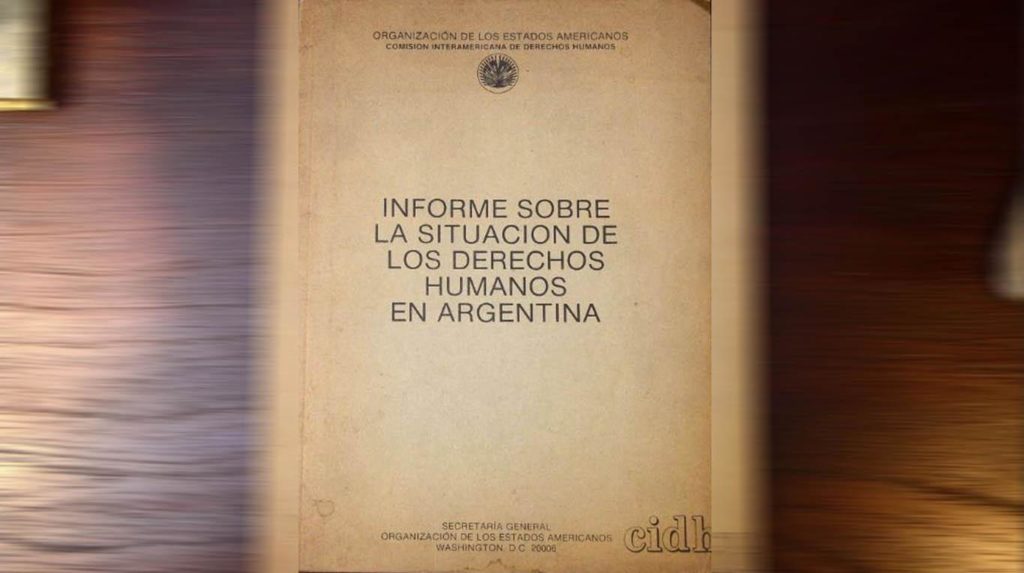 ORGANIZACIÓN DE LOS ESTADOS AMERICANOS
COMISION INTERAMERICANA DE DERECHOS HUMANOS
INFORME SOBRE
LA SITUACION DE
LOS DERECHOS
HUMANOS
EN ARGENTINA
SECRETARÍA GENERAL
ORGANIZACIÓN DE LOS ESTADOS AMERICANOS
WASHINGTON, D.C. 20006
cidh